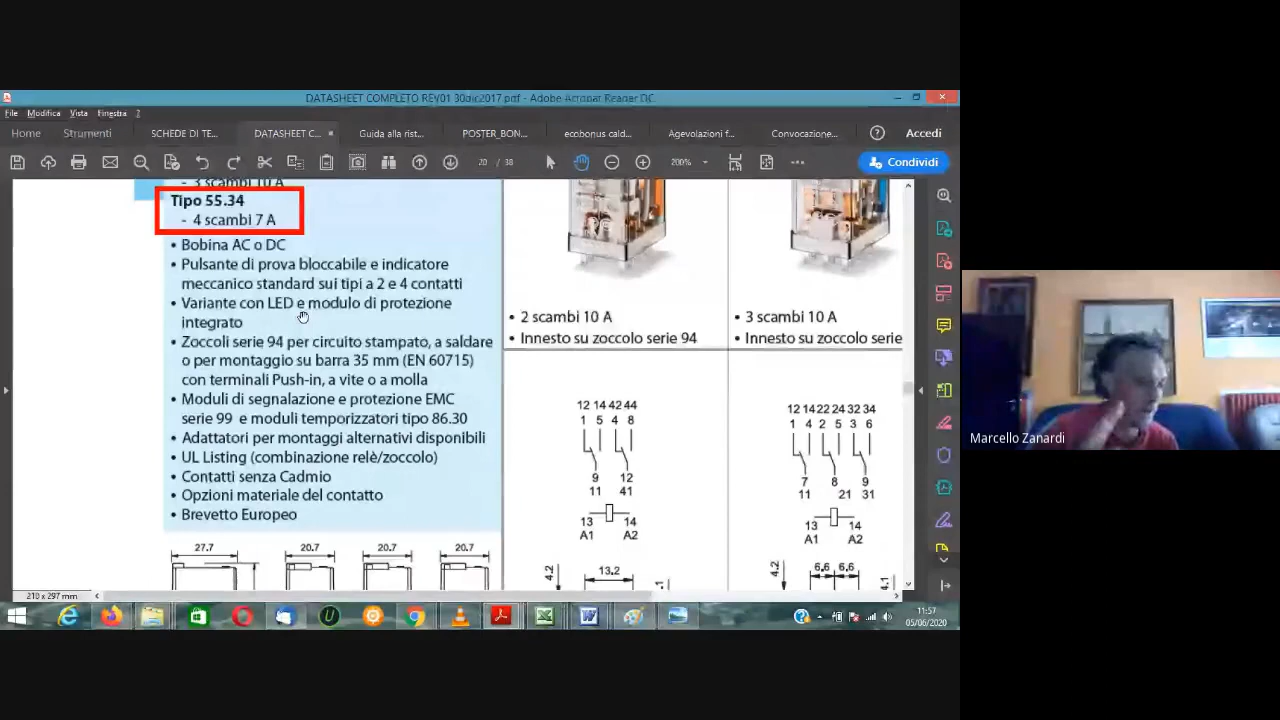 DATASHEET COMPLETO REV01 30dic2017.pdf - Adobe Acrobat Reader DC
File Modifica Vista Finestra ?
Home Strumenti SCHEDE DI TE... DATASHEET C... × Guida alla rist... POSTER_BON... ecobonus cald... Agevolazioni f... Convocazione... Accedi
20 / 38 200% Condividi
- 3 scambi 10 A
Tipo 55.34
- 4 scambi 7 A
• Bobina AC o DC
• Pulsante di prova bloccabile e indicatore
meccanico standard sui tipi a 2 e 4 contatti
• Variante con LED e modulo di protezione
integrato
• Zoccoli serie 94 per circuito stampato, a saldare
o per montaggio su barra 35 mm (EN 60715)
con terminali Push-in, a vite o a molla
• Moduli di segnalazione e protezione EMC
serie 99 e moduli temporizzatori tipo 86.30
• Adattatori per montaggi alternativi disponibili
• UL Listing (combinazione relè/zoccolo)
• Contatti senza Cadmio
• Opzioni materiale del contatto
• Brevetto Europeo
27.7 20.7 20.7 20.7
• 2 scambi 10 A
• Innesto su zoccolo serie 94
12 14 42 44
1 5 4 8
9 12
11 41
13 14
A1 A2
4.2 13.2 4.1
• 3 scambi 10 A
• Innesto su zoccolo serie
12 14 22 24 32 34
1 4 2 5 3 6
7 8 9
11 21 31
13 14
A1 A2
4.2 6.6 6.6 4.1
210 x 297 mm
11:57
05/06/2020
Marcello Zanardi